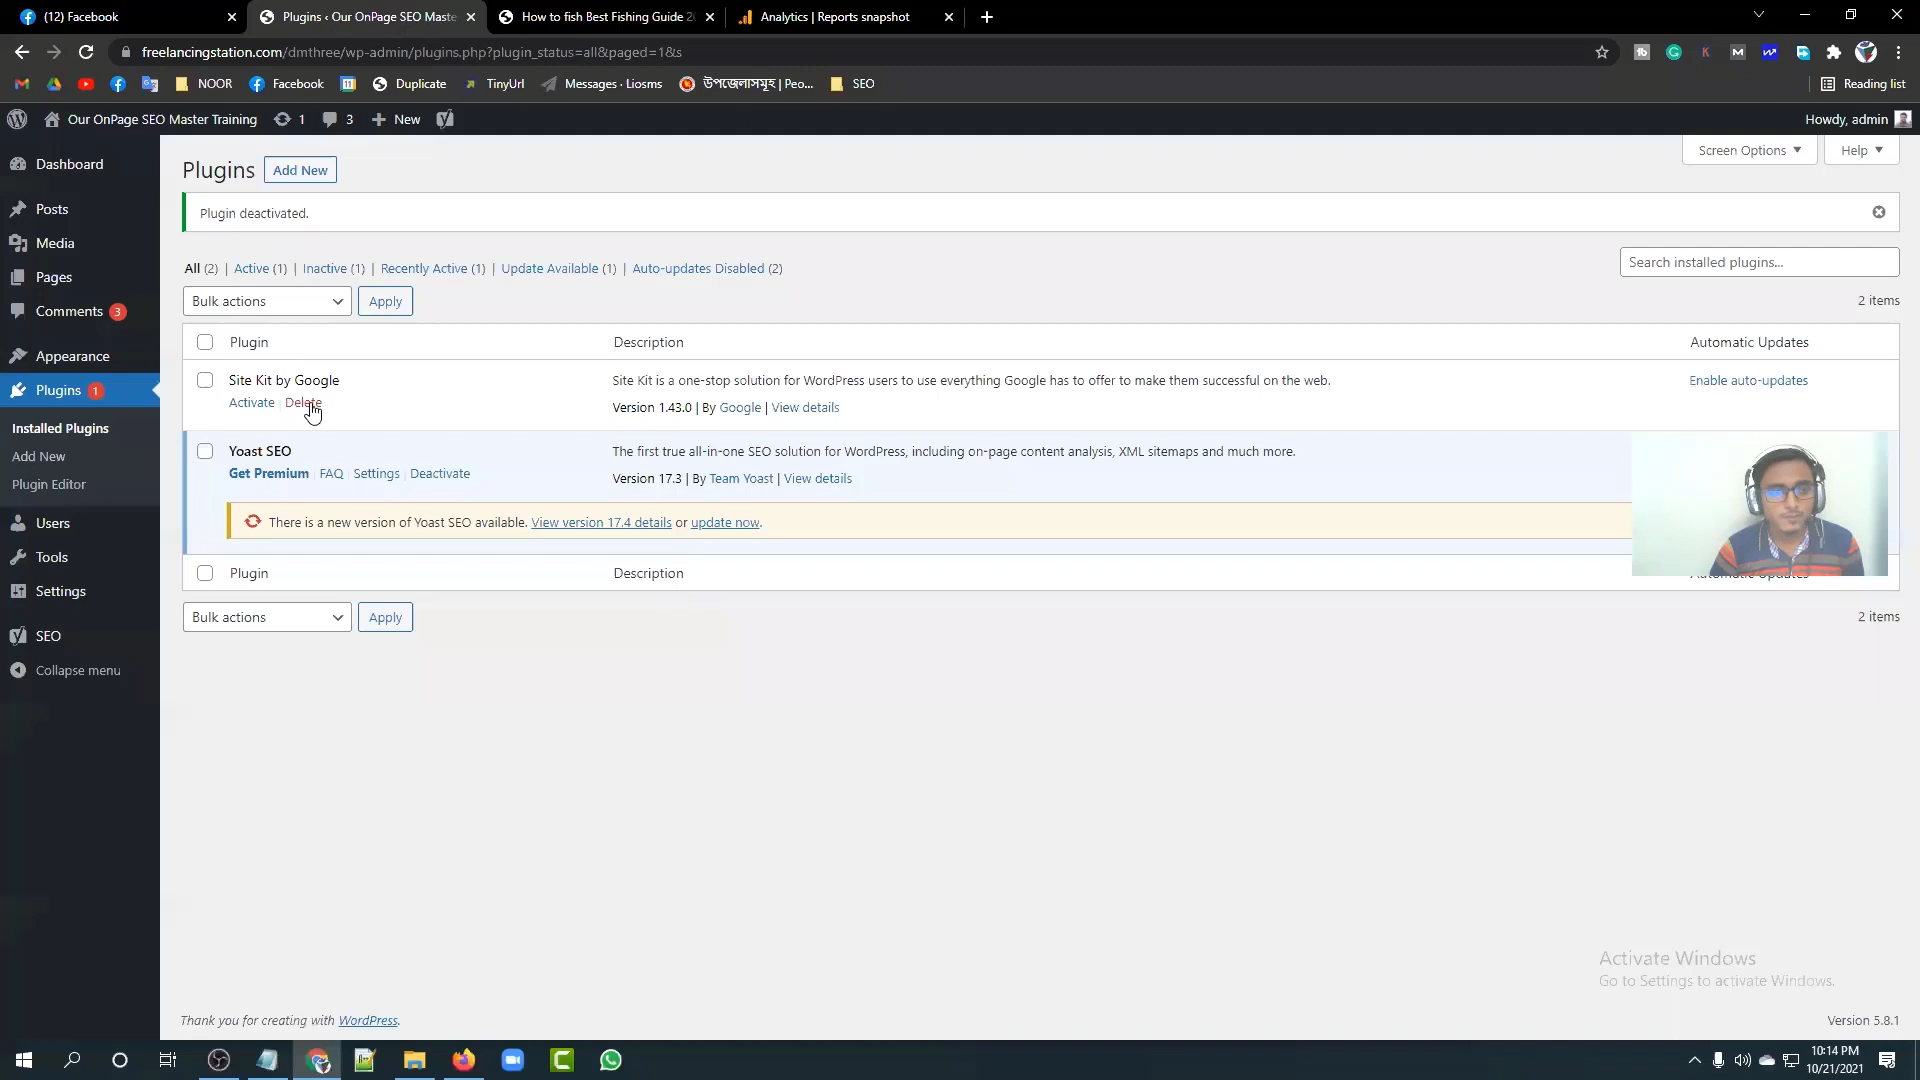 (12) Facebook
Plugins ‹ Our OnPage SEO Maste
How to fish Best Fishing Guide 2
Analytics | Reports snapshot
freelancingstation.com/dmthree/wp-admin/plugins.php?plugin_status=all&paged=1&s
NOOR
Facebook
Duplicate
TinyUrl
Messages · Liosms
উপজেলাসমূহ | Peo...
SEO
Reading list
Our OnPage SEO Master Training
1
3
New
Howdy, admin
Dashboard
Posts
Media
Pages
Comments 3
Appearance
Plugins 1
Installed Plugins
Add New
Plugin Editor
Users
Tools
Settings
SEO
Collapse menu
Screen Options
Help
Plugins Add New
Plugin deactivated.
All (2) | Active (1) | Inactive (1) | Recently Active (1) | Update Available (1) | Auto-updates Disabled (2)
Search installed plugins...
Bulk actions Apply
2 items
Plugin Description Automatic Updates
Site Kit by Google
Activate | Delete
Site Kit is a one-stop solution for WordPress users to use everything Google has to offer to make them successful on the web.
Version 1.43.0 | By Google | View details
Enable auto-updates
Yoast SEO
Get Premium | FAQ | Settings | Deactivate
The first true all-in-one SEO solution for WordPress, including on-page content analysis, XML sitemaps and much more.
Version 17.3 | By Team Yoast | View details
There is a new version of Yoast SEO available. View version 17.4 details or update now.
Plugin Description Automatic Updates
Bulk actions Apply
2 items
Activate Windows
Go to Settings to activate Windows.
Thank you for creating with WordPress.
Version 5.8.1
10:14 PM
10/21/2021